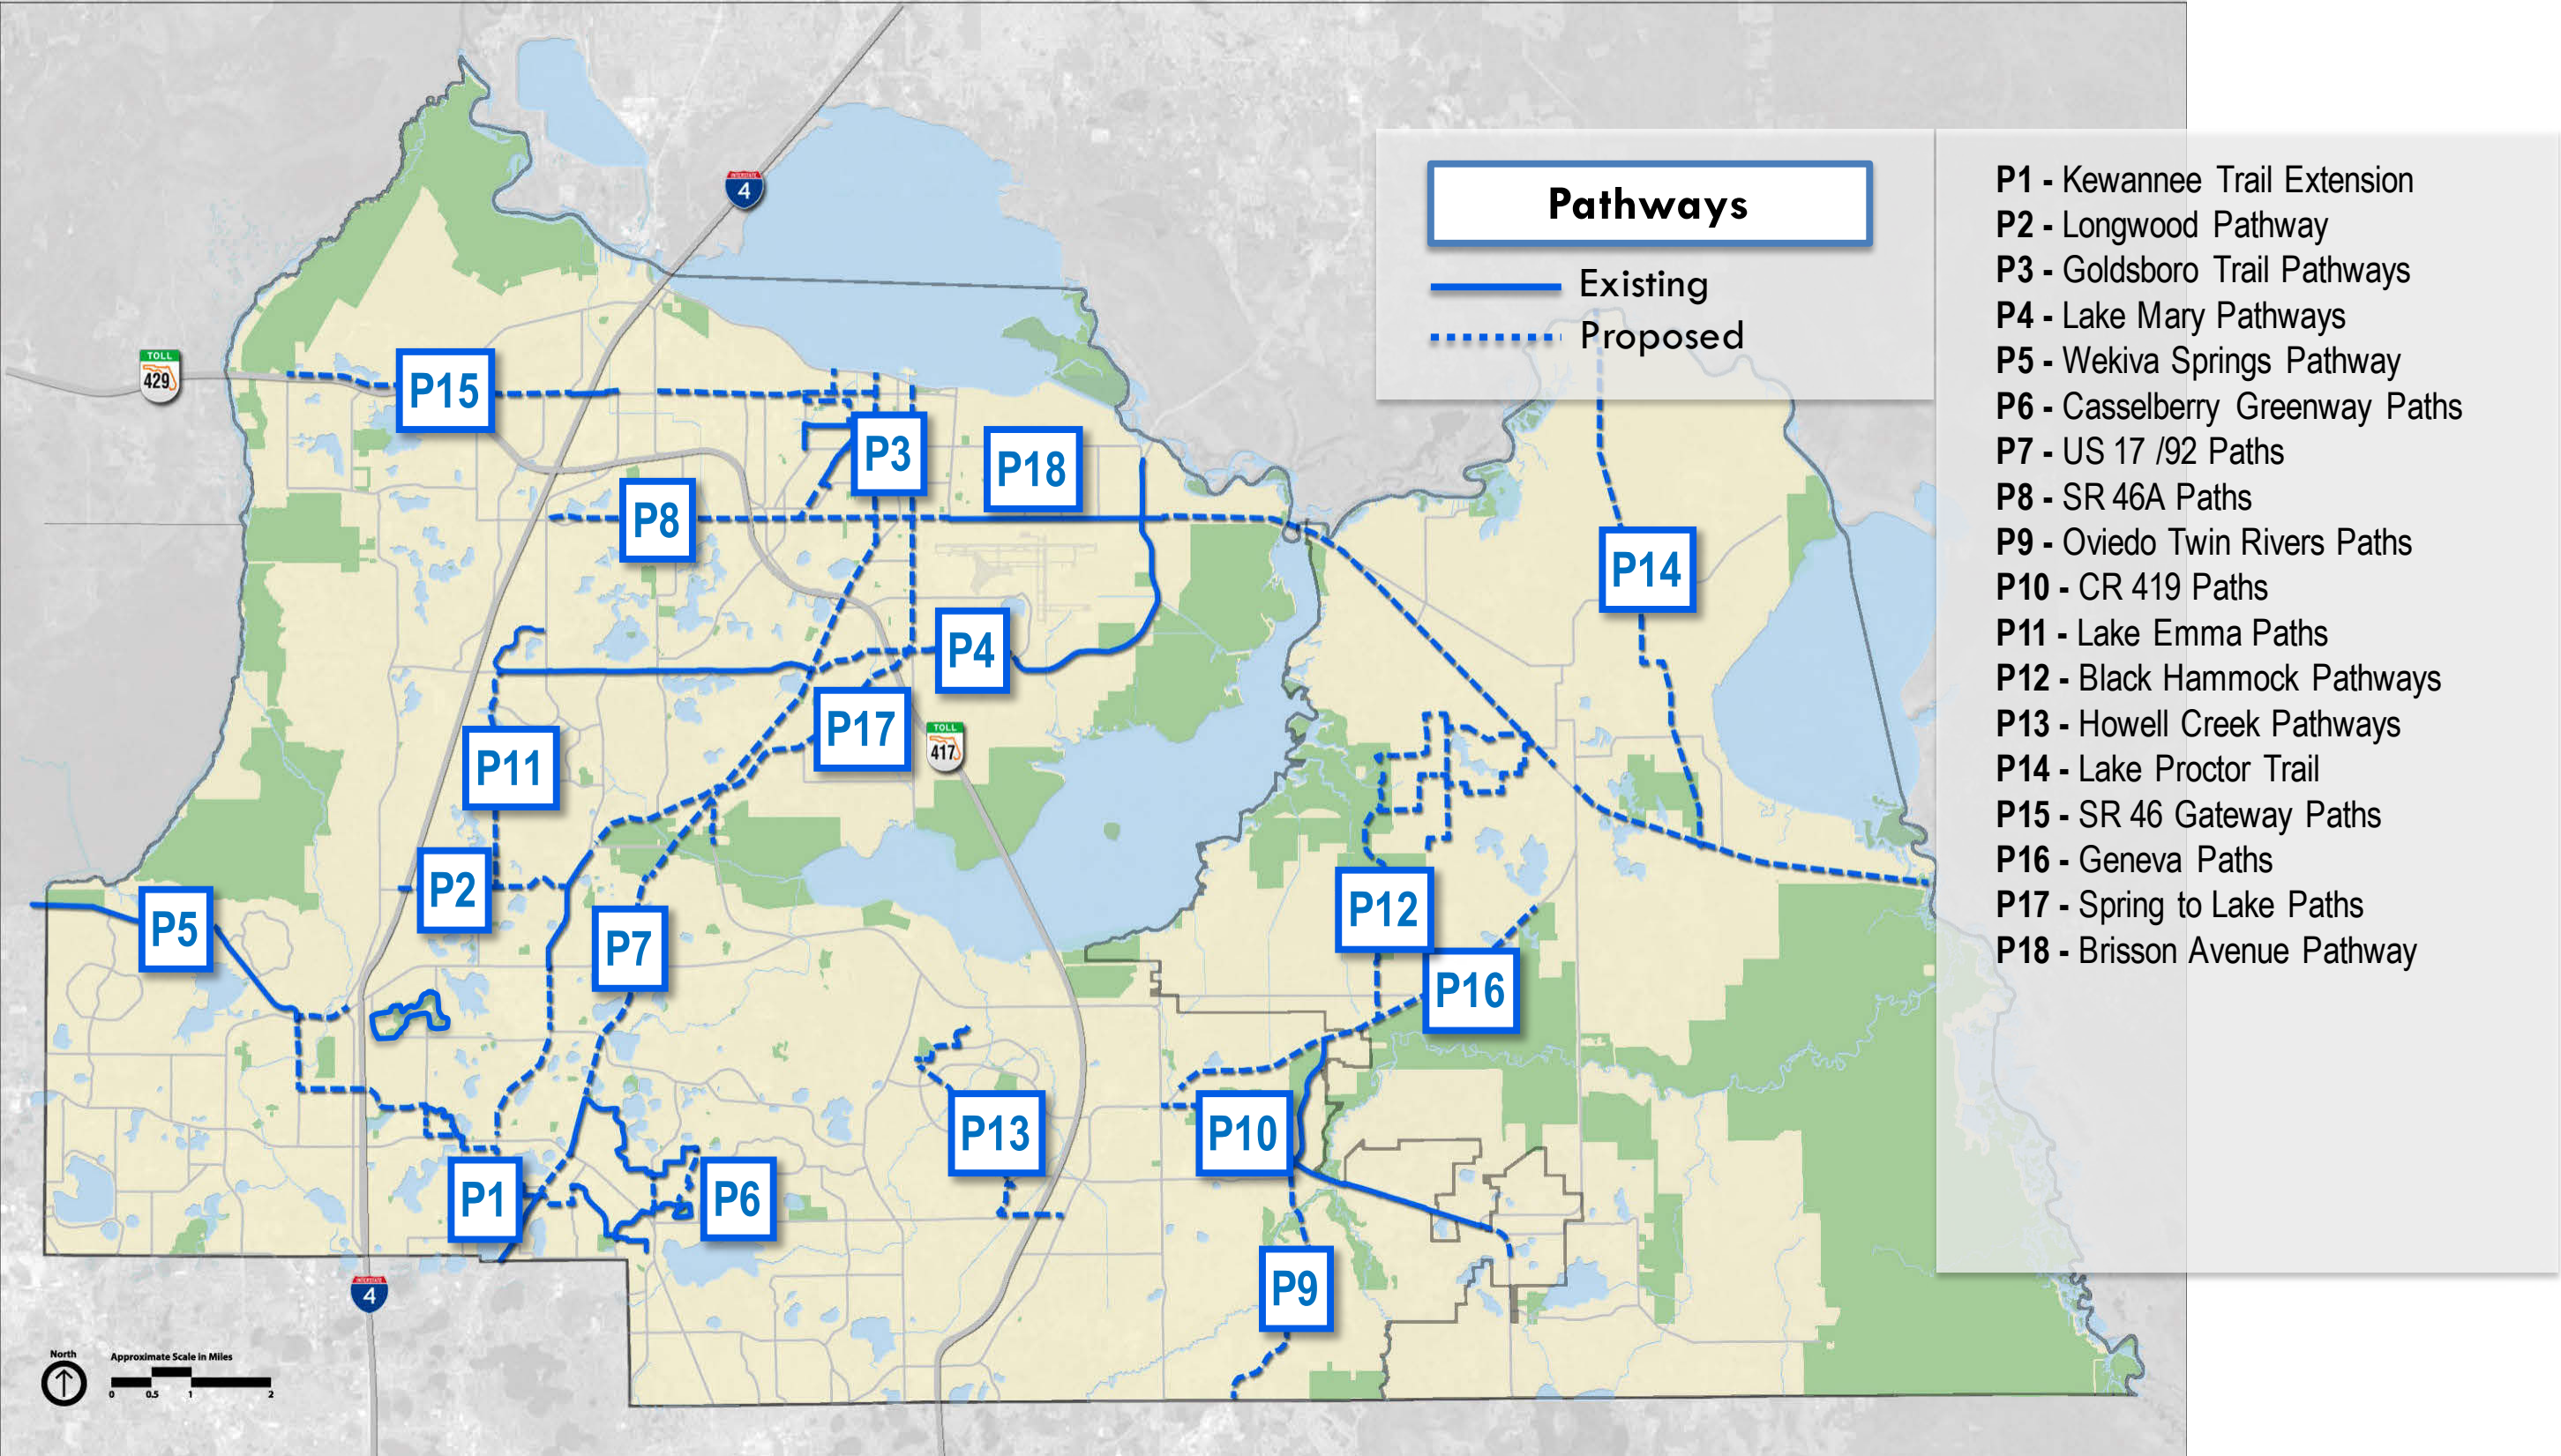 INTERSTATE
4
Pathways
Existing
Proposed
P1 - Kewannee Trail Extension
P2 - Longwood Pathway
P3 - Goldsboro Trail Pathways
P4 - Lake Mary Pathways
P5 - Wekiva Springs Pathway
P6 - Casselberry Greenway Paths
P7 - US 17 /92 Paths
P8 - SR 46A Paths
P9 - Oviedo Twin Rivers Paths
P10 - CR 419 Paths
P11 - Lake Emma Paths
P12 - Black Hammock Pathways
P13 - Howell Creek Pathways
P14 - Lake Proctor Trail
P15 - SR 46 Gateway Paths
P16 - Geneva Paths
P17 - Spring to Lake Paths
P18 - Brisson Avenue Pathway
TOLL
429
P15
P3
P18
P8
P14
P4
P17
TOLL
417
P11
P2
P5
P12
P7
P16
P13
P10
P1
P6
P9
INTERSTATE
4
North
Approximate Scale in Miles
0 0.5 1 2